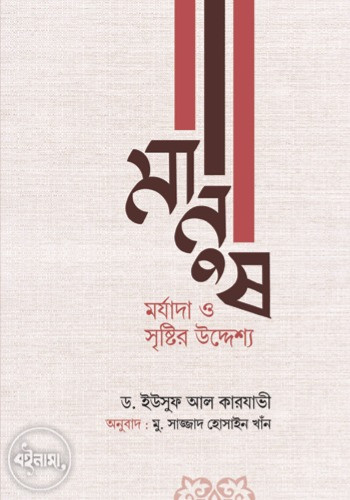 মানুষ
মর্যাদা ও
সৃষ্টির উদ্দেশ্য
ড. ইউসুফ আল কারযাভী
অনুবাদ : মু. সাজ্জাদ হোসাইন খাঁন
বইনামা